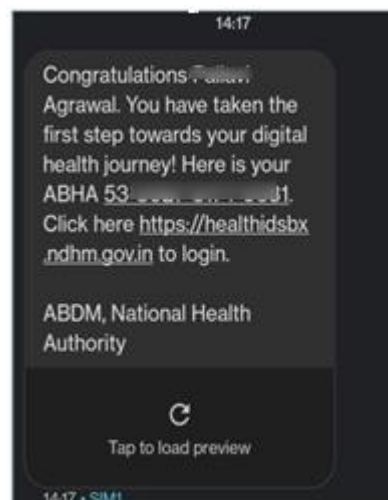 14:17
Congratulations
Agrawal. You have taken the
first step towards your digital
health journey! Here is your
ABHA 53
Click here https://healthidsbx
.ndhm.gov.in to login.
ABDM, National Health
Authority
Tap to load preview
14:17 • SIM1